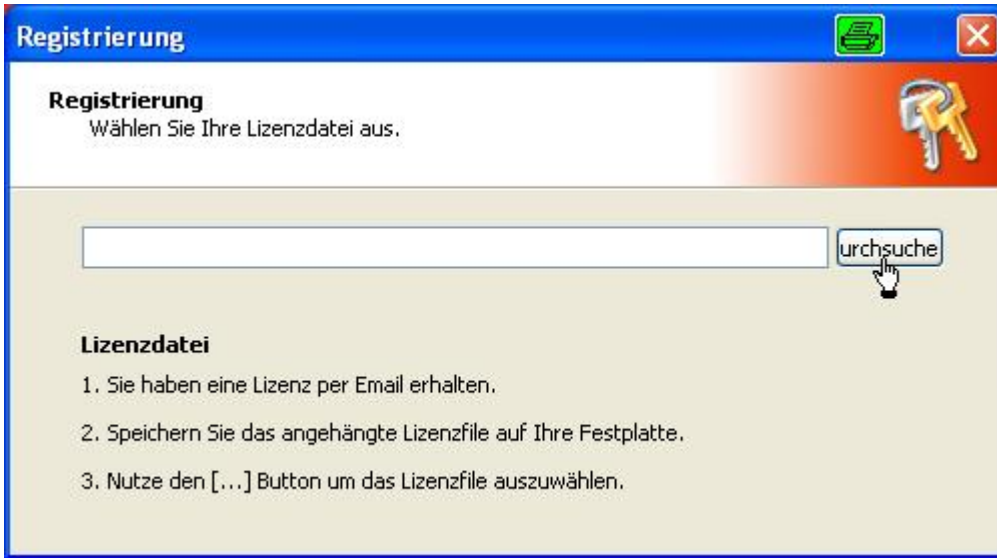 Registrierung
Registrierung
Wählen Sie Ihre Lizenzdatei aus.
urchsuche
Lizenzdatei
1. Sie haben eine Lizenz per Email erhalten.
2. Speichern Sie das angehängte Lizenzfile auf Ihre Festplatte.
3. Nutze den [...] Button um das Lizenzfile auszuwählen.